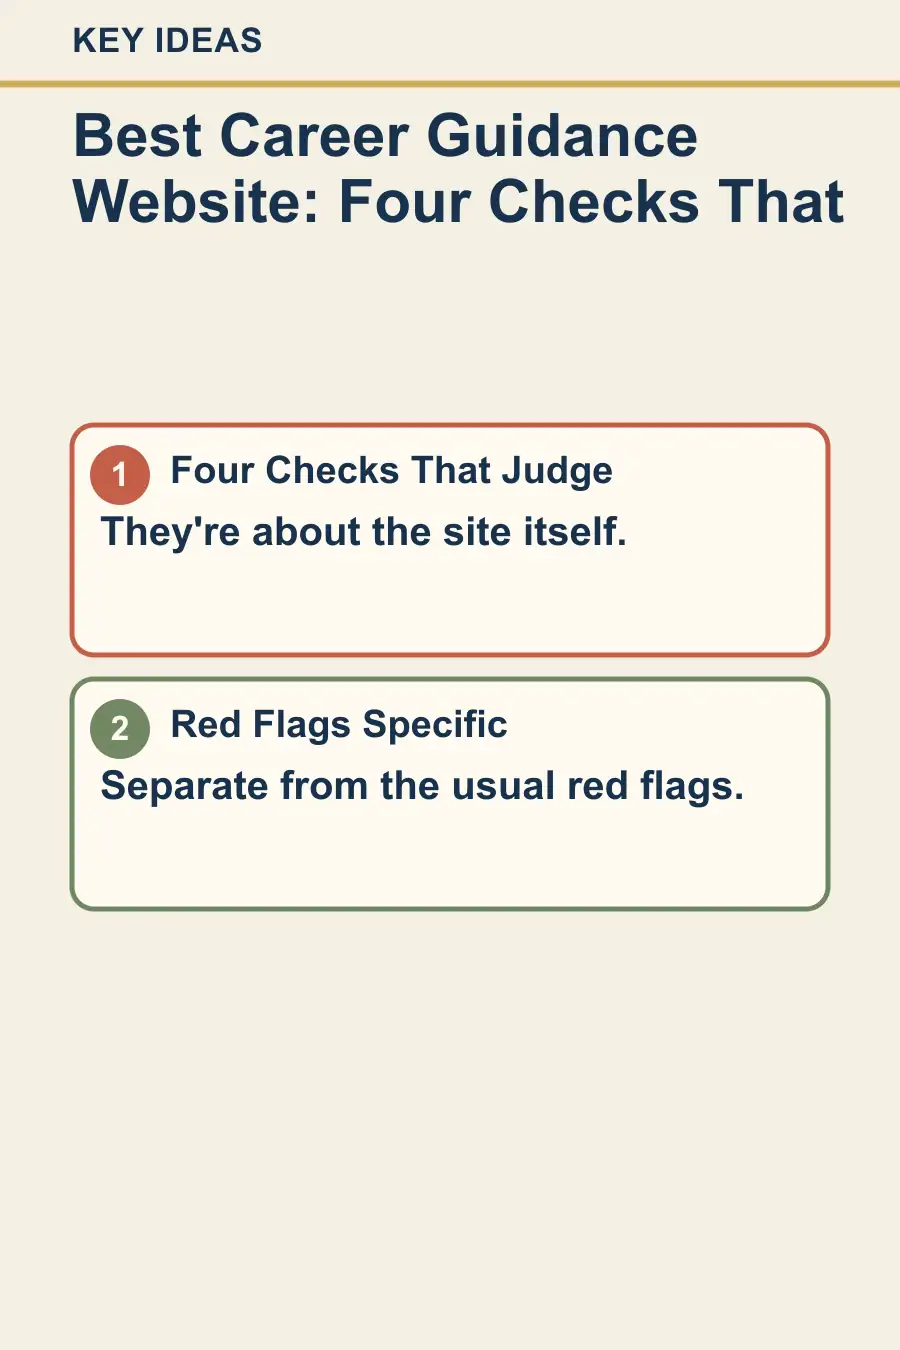 KEY IDEAS
Best Career Guidance
Website: Four Checks That
1 Four Checks That Judge
They're about the site itself.
2 Red Flags Specific
Separate from the usual red flags.